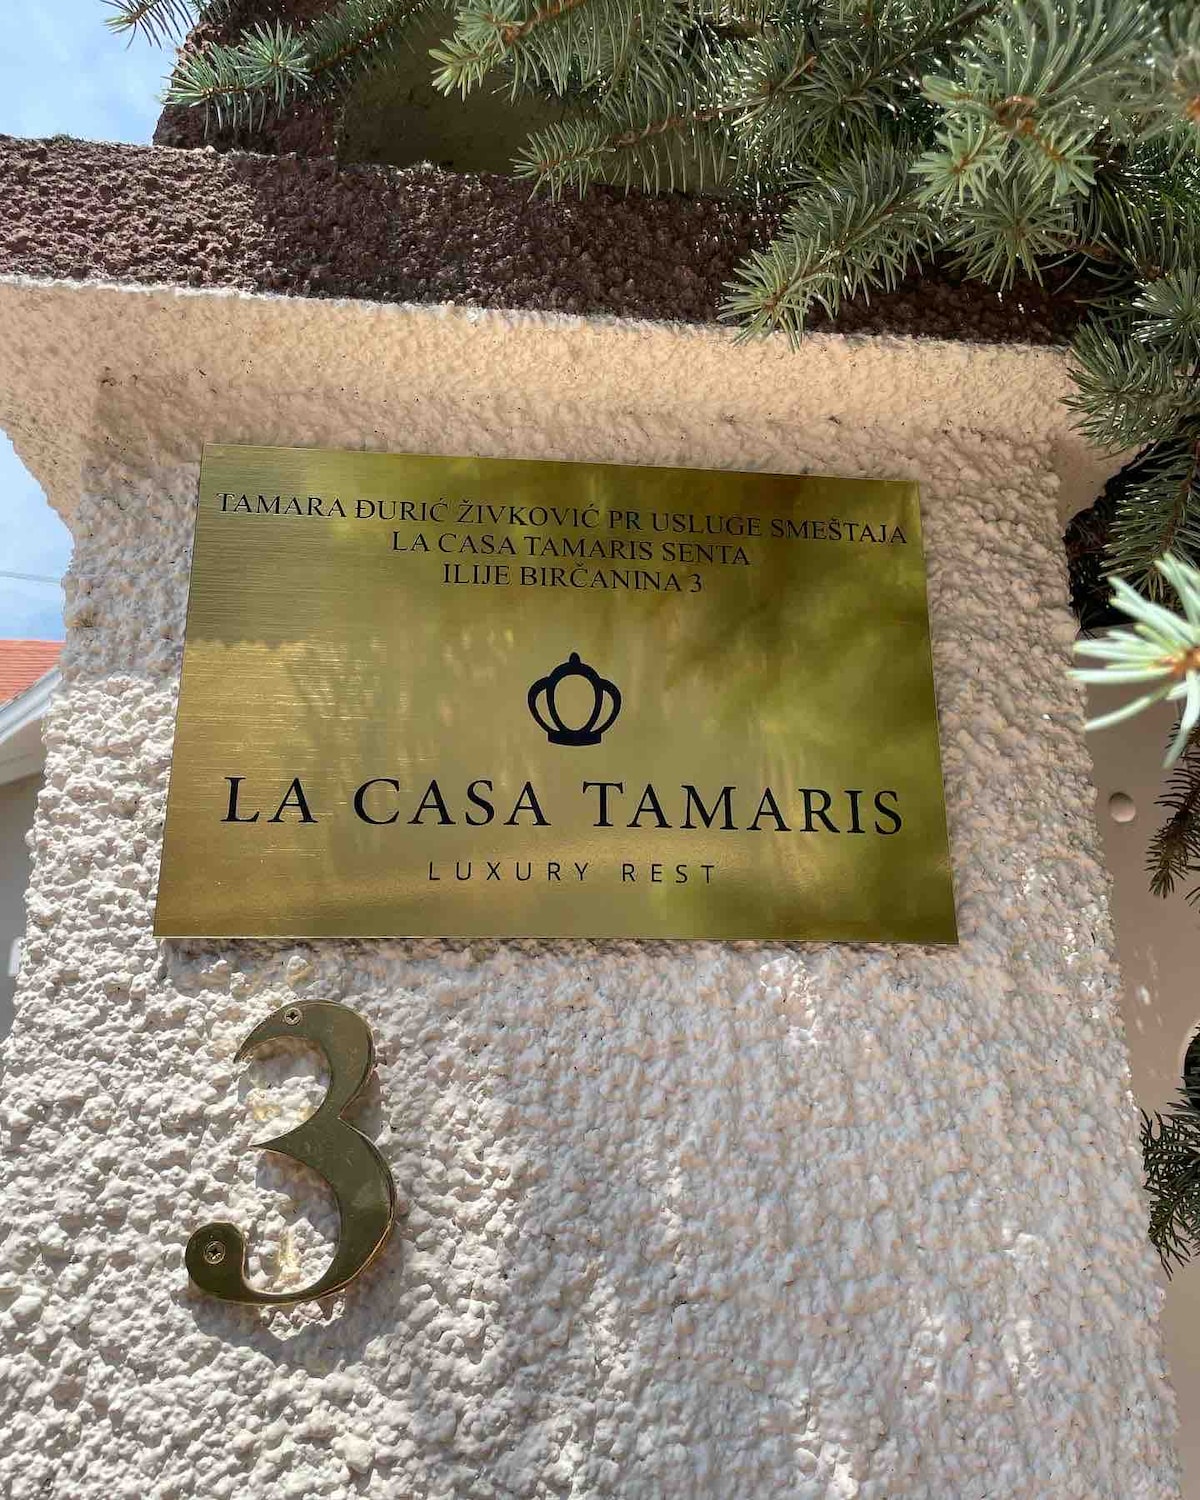 TAMARA ĐURIĆ ŽIVKOVIĆ PR USLUGE SMEŠTAJA
LA CASA TAMARIS SENTA
ILIJE BIRČANINA 3
LA CASA TAMARIS
LUXURY REST
3